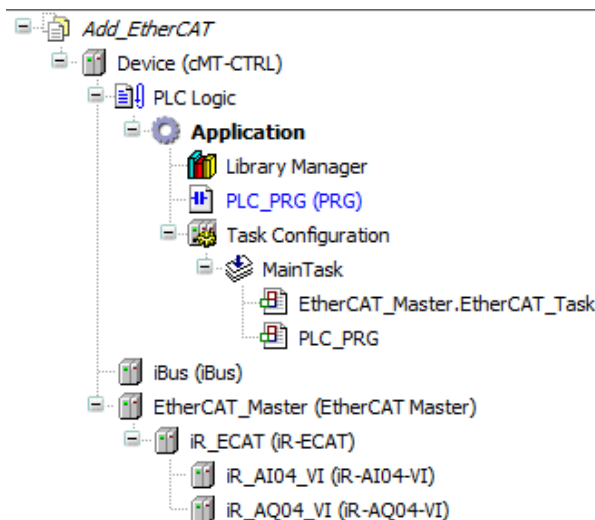 Add_EtherCAT
Device (cMT-CTRL)
PLC Logic
Application
Library Manager
PLC_PRG (PRG)
Task Configuration
MainTask
EtherCAT_Master.EtherCAT_Task
PLC_PRG
iBus (iBus)
EtherCAT_Master (EtherCAT Master)
iR_ECAT (iR-ECAT)
iR_AI04_VI (iR-AI04-VI)
iR_AQ04_VI (iR-AQ04-VI)